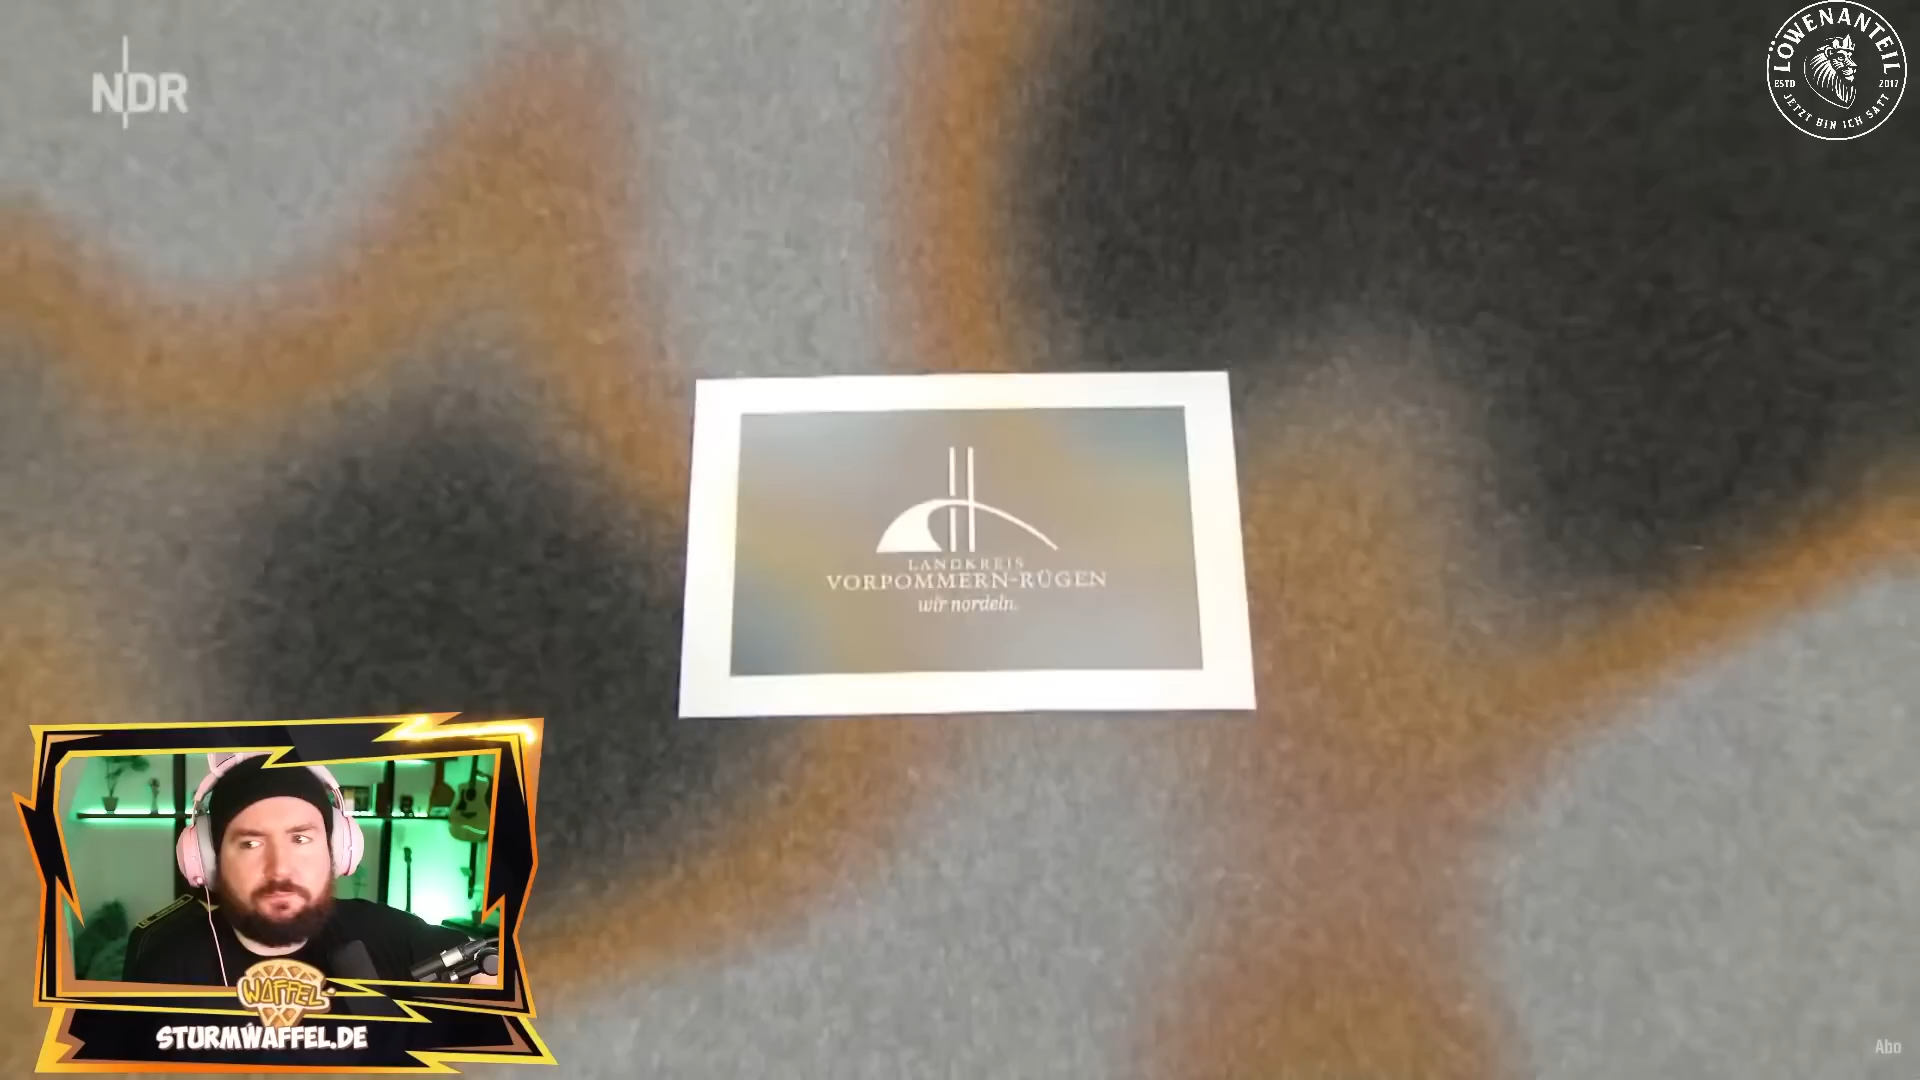 NDR
LÖWENANTEIL
ESTD 2017
JETZT BIN ICH SATT
LANDKREIS
VORPOMMERN-RÜGEN
wir nordeln.
WAFFEL
STURMWAFFEL.DE
Abo